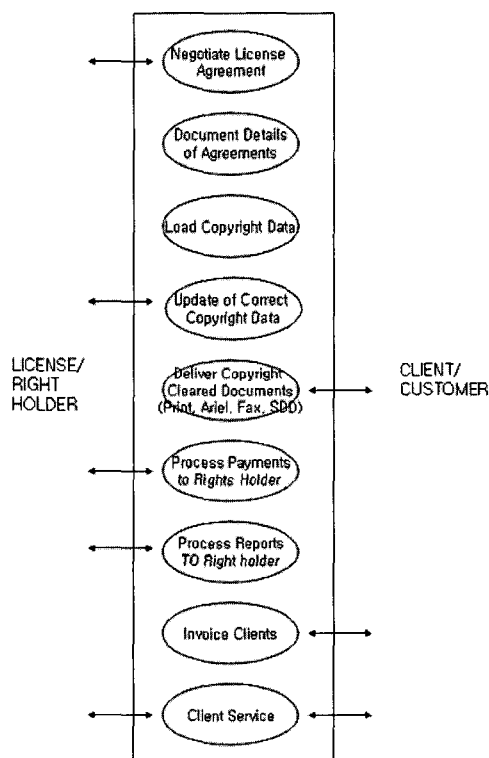 Negotiate License
Agreement
Document Details
of Agreements
Load Copyright Data
Update of Correct
Copyright Data
LICENSE/
RIGHT
HOLDER
Deliver Copyright
Cleared Documents
(Print, Ariel, Fax, SDD)
CLIENT/
CUSTOMER
Process Payments
to Rights Holder
Process Reports
TO Right holder
Invoice Clients
Client Service